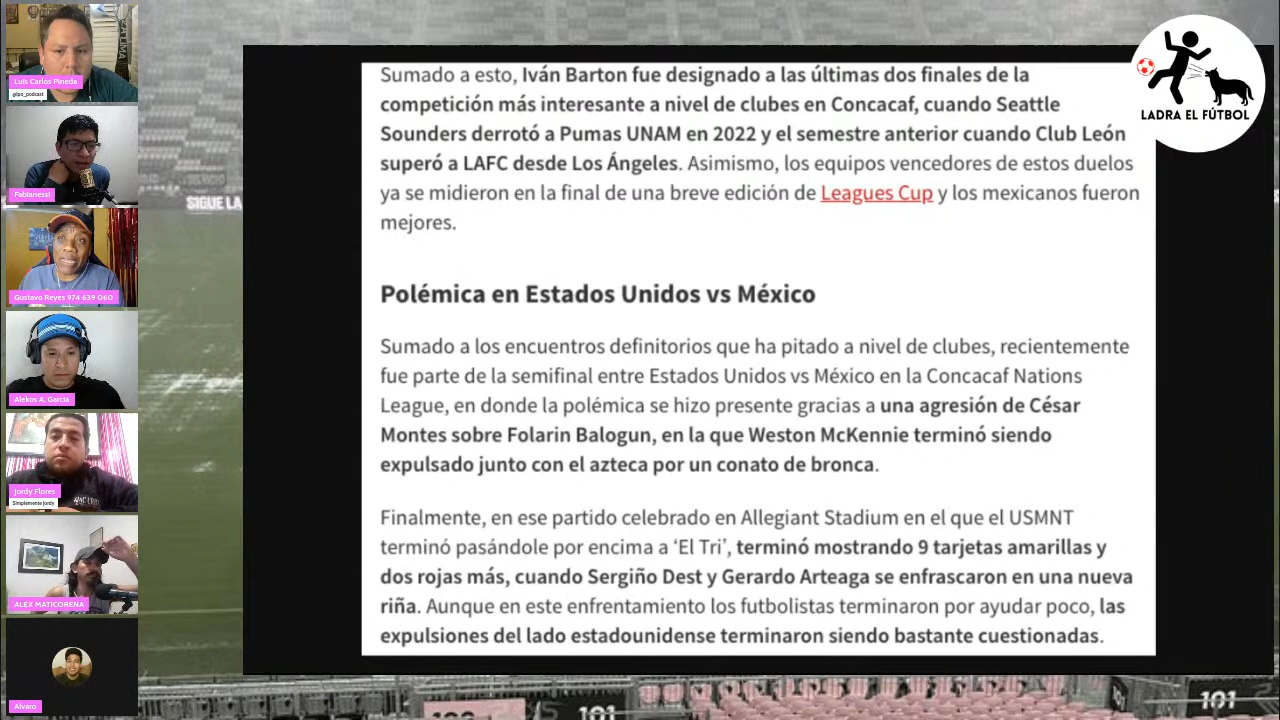 Luis Carlos Pineda
gilpo_podcast
Fabianessi
Gustavo Reyes 974 639 060
Alekos A. Garcia
Jordy Flores
Simplemente Jordy
ALEX MATICORENA
Alvaro
SIGUE LA
LADRA EL FÚTBOL
Sumado a esto, Iván Barton fue designado a las últimas dos finales de la
competición más interesante a nivel de clubes en Concacaf, cuando Seattle
Sounders derrotó a Pumas UNAM en 2022 y el semestre anterior cuando Club León
superó a LAFC desde Los Ángeles. Asimismo, los equipos vencedores de estos duelos
ya se midieron en la final de una breve edición de Leagues Cup y los mexicanos fueron
mejores.
Polémica en Estados Unidos vs México
Sumado a los encuentros definitorios que ha pitado a nivel de clubes, recientemente
fue parte de la semifinal entre Estados Unidos vs México en la Concacaf Nations
League, en donde la polémica se hizo presente gracias a una agresión de César
Montes sobre Folarin Balogun, en la que Weston McKennie terminó siendo
expulsado junto con el azteca por un conato de bronca.
Finalmente, en ese partido celebrado en Allegiant Stadium en el que el USMNT
terminó pasándole por encima a ‘El Tri’, terminó mostrando 9 tarjetas amarillas y
dos rojas más, cuando Sergiño Dest y Gerardo Arteaga se enfrascaron en una nueva
riña. Aunque en este enfrentamiento los futbolistas terminaron por ayudar poco, las
expulsiones del lado estadounidense terminaron siendo bastante cuestionadas.
101
101